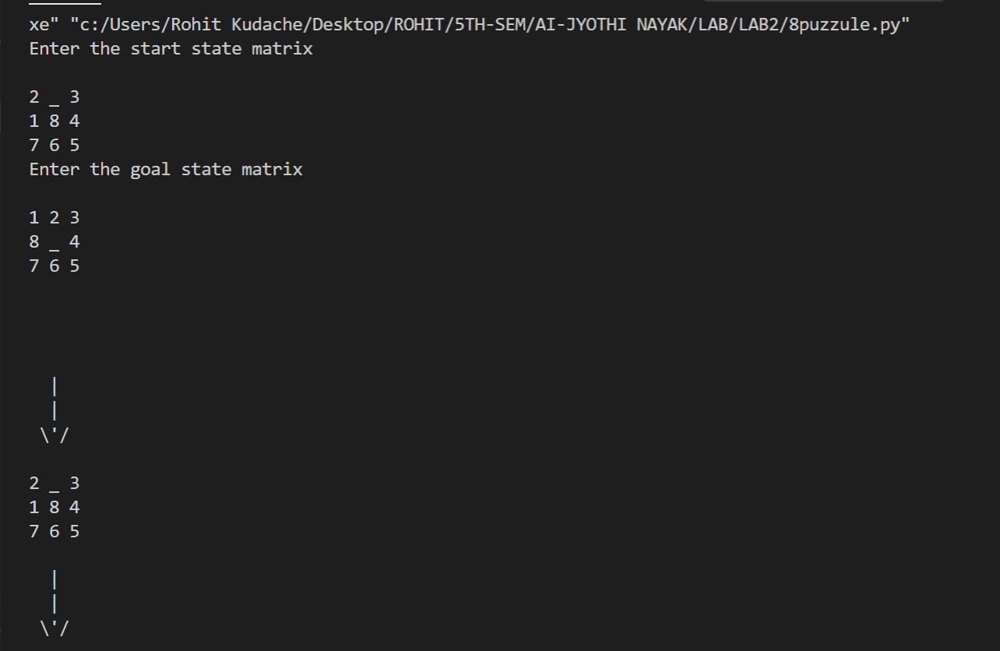 xe" "c:/Users/Rohit Kudache/Desktop/ROHIT/5TH-SEM/AI-JYOTHI NAYAK/LAB/LAB2/8puzzule.py"
Enter the start state matrix
2 _ 3
1 8 4
7 6 5
Enter the goal state matrix
1 2 3
8 _ 4
7 6 5
|
|
\'/
2 _ 3
1 8 4
7 6 5
|
|
\'/